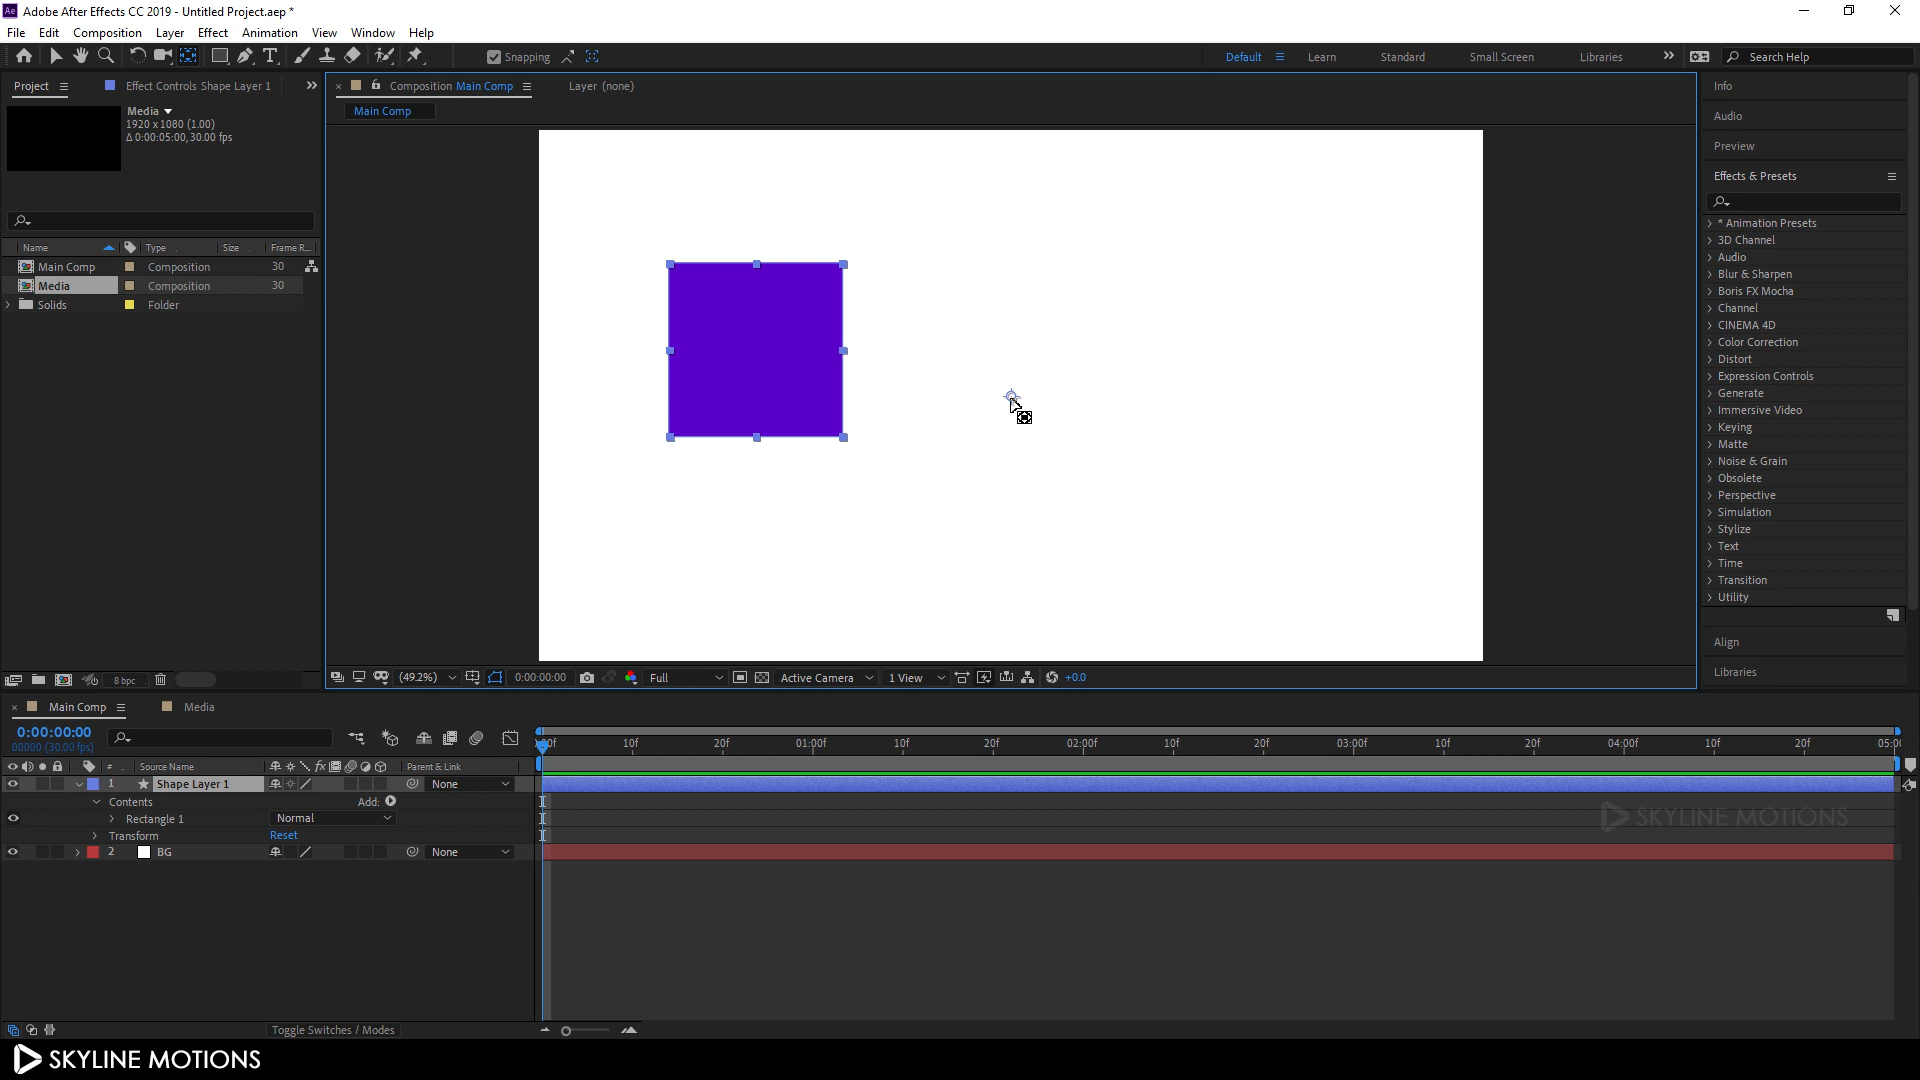 Ae Adobe After Effects CC 2019 - Untitled Project.aep *
File Edit Composition Layer Effect Animation View Window Help
Snapping Default Learn Standard Small Screen Libraries Search Help
Project Effect Controls Shape Layer 1 Composition Main Comp Layer (none) Info
Media
1920 x 1080 (1.00)
Δ 0:00:05:00, 30.00 fps
Main Comp
Audio
Preview
Effects & Presets
Name Type Size Frame R...
Main Comp Composition 30
Media Composition 30
Solids Folder
* Animation Presets
3D Channel
Audio
Blur & Sharpen
Boris FX Mocha
Channel
CINEMA 4D
Color Correction
Distort
Expression Controls
Generate
Immersive Video
Keying
Matte
Noise & Grain
Obsolete
Perspective
Simulation
Stylize
Text
Time
Transition
Utility
Align
Libraries
8 bpc (49.2%) 0:00:00:00 Full Active Camera 1 View +0.0
Main Comp Media
0:00:00:00
00000 (30.00 fps)
:00f 10f 20f 01:00f 10f 20f 02:00f 10f 20f 03:00f 10f 20f 04:00f 10f 20f 05:00
# Source Name fx Parent & Link
1 Shape Layer 1 None
Contents Add:
Rectangle 1 Normal
Transform Reset
2 BG None
SKYLINE MOTIONS
Toggle Switches / Modes
SKYLINE MOTIONS